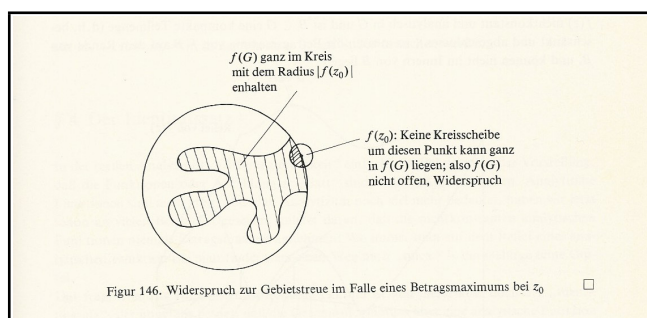 f(G) ganz im Kreis
mit dem Radius |f(z₀)|
enthalten
f(z₀): Keine Kreisscheibe
um diesen Punkt kann ganz
in f(G) liegen; also f(G)
nicht offen, Widerspruch
Figur 146. Widerspruch zur Gebietstreue im Falle eines Betragsmaximums bei z₀ □